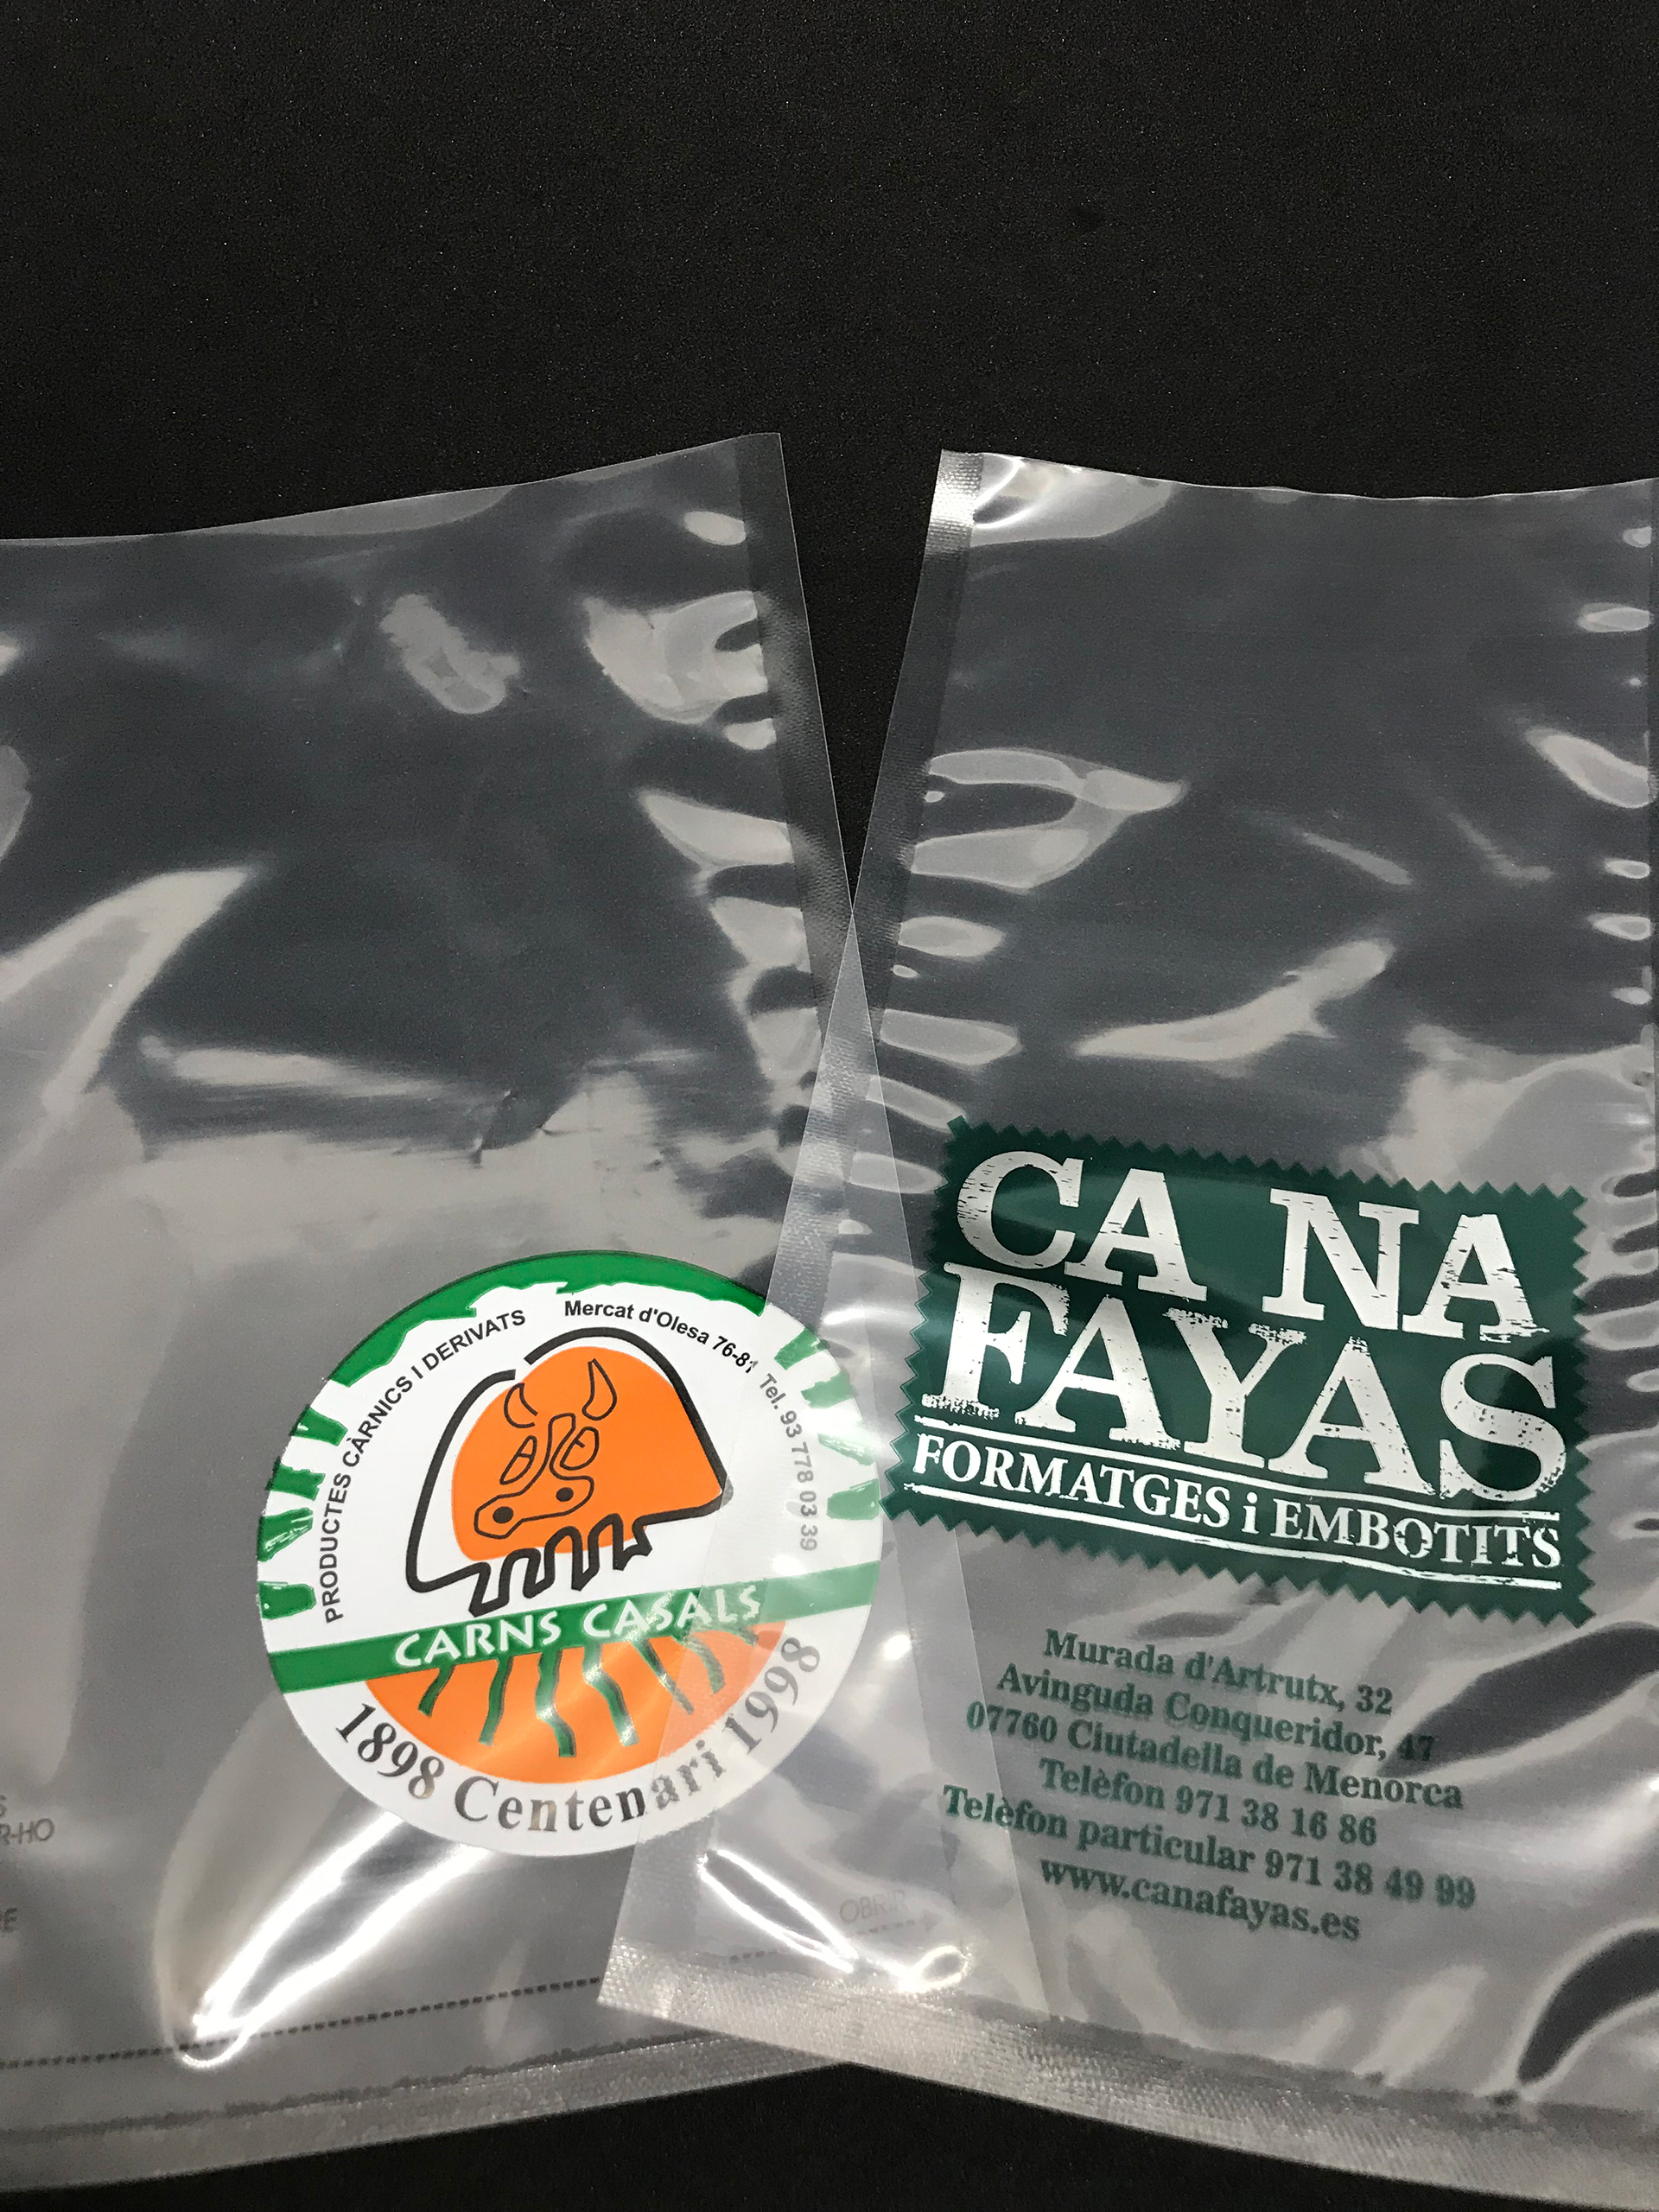 PRODUCTES CÀRNICS I DERIVATS
Mercat d'Olesa 76-81
Tel. 93 778 03 39
CARNS CASALS
1898 Centenari 1998
OBRIR
CA NA
FAYAS
FORMATGES i EMBOTITS
Murada d'Artrutx, 32
Avinguda Conqueridor, 47
07760 Ciutadella de Menorca
Telèfon 971 38 16 86
Telèfon particular 971 38 49 99
www.canafayas.es